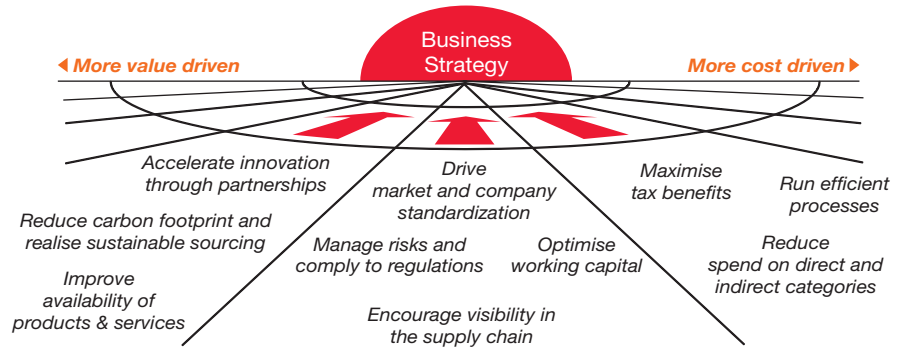 Business
Strategy
More value driven
More cost driven
Accelerate innovation
through partnerships
Drive
market and company
standardization
Maximise
tax benefits
Run efficient
processes
Reduce carbon footprint and
realise sustainable sourcing
Manage risks and
comply to regulations
Optimise
working capital
Reduce
spend on direct and
indirect categories
Improve
availability of
products & services
Encourage visibility in
the supply chain